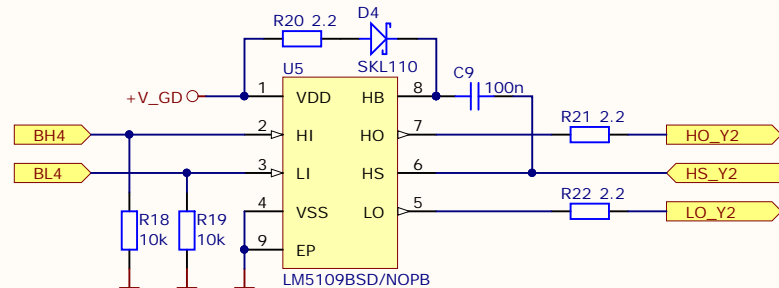 R20 2.2
D4
SKL110
U5
C9
100n
+V_GD
1
VDD
HB
8
BH4
2
HI
HO
7
R21 2.2
HO_Y2
BL4
3
LI
HS
6
HS_Y2
R18
10k
R19
10k
4
VSS
LO
5
R22 2.2
LO_Y2
9
EP
LM5109BSD/NOPB